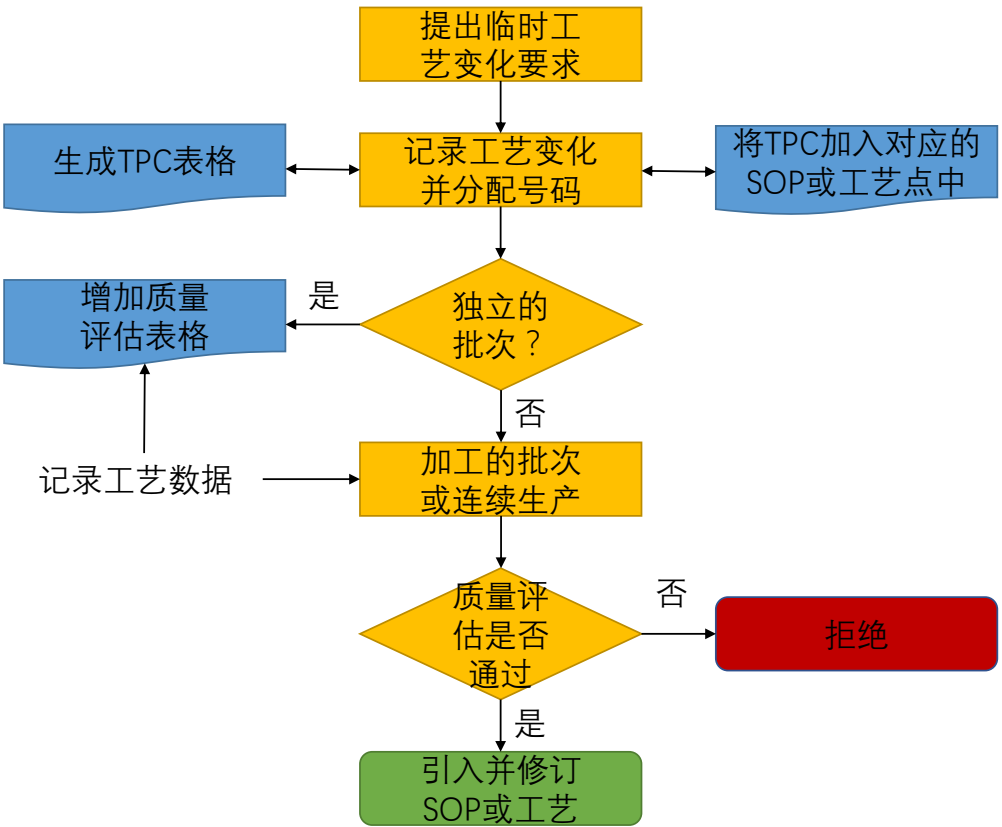 提出临时工
艺变化要求
生成TPC表格
记录工艺变化
并分配号码
将TPC加入对应的
SOP或工艺点中
增加质量
评估表格
是
独立的
批次？
否
记录工艺数据
加工的批次
或连续生产
质量评
估是否
通过
否
拒绝
是
引入并修订
SOP或工艺